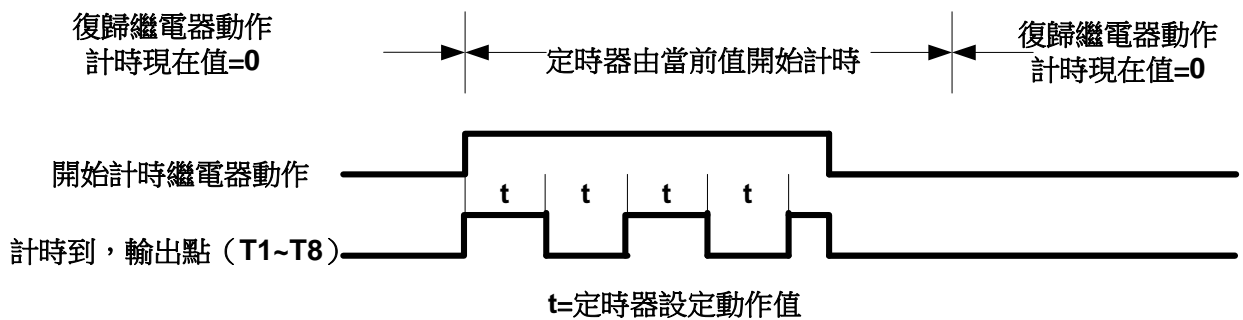 復歸繼電器動作
計時現在值=0
定時器由當前值開始計時
復歸繼電器動作
計時現在值=0
開始計時繼電器動作
t t t t
計時到，輸出點（T1~T8）
t=定時器設定動作值